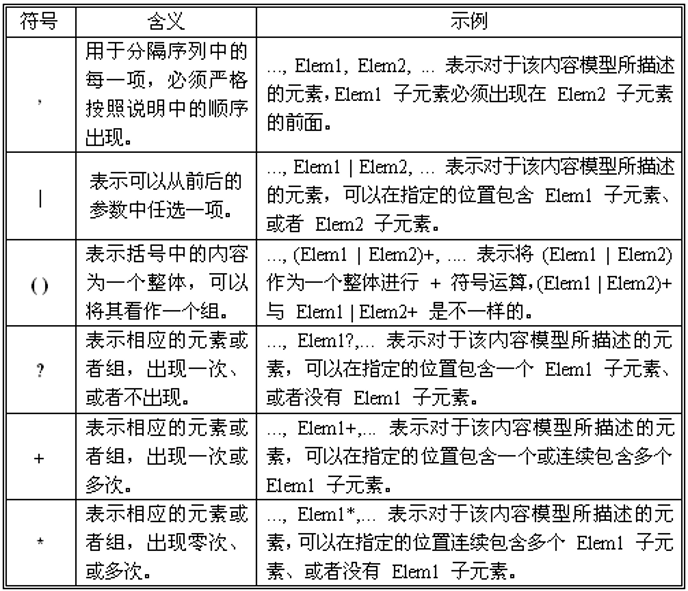 符号 含义 示例
,
用于分隔序列中的
每一项，必须严格
按照说明中的顺序
出现。
..., Elem1, Elem2, ... 表示对于该内容模型所描述
的元素，Elem1 子元素必须出现在 Elem2 子元素
的前面。
|
表示可以从前后的
参数中任选一项。
..., Elem1 | Elem2, ... 表示对于该内容模型所描述
的元素，可以在指定的位置包含 Elem1 子元素、
或者 Elem2 子元素。
( )
表示括号中的内容
为一个整体，可以
将其看作一个组。
..., (Elem1 | Elem2)+, .... 表示将 (Elem1 | Elem2)
作为一个整体进行 + 符号运算，(Elem1 | Elem2)+
与 Elem1 | Elem2+ 是不一样的。
?
表示相应的元素或
者组，出现一次、
或者不出现。
..., Elem1?,... 表示对于该内容模型所描述的元
素，可以在指定的位置包含一个 Elem1 子元素、
或者没有 Elem1 子元素。
+
表示相应的元素或
者组，出现一次或
多次。
..., Elem1+,... 表示对于该内容模型所描述的元
素，可以在指定的位置包含一个或连续包含多个
Elem1 子元素。
*
表示相应的元素或
者组，出现零次、
或多次。
..., Elem1*,... 表示对于该内容模型所描述的元
素，可以在指定的位置连续包含多个 Elem1 子元
素、或者没有 Elem1 子元素。